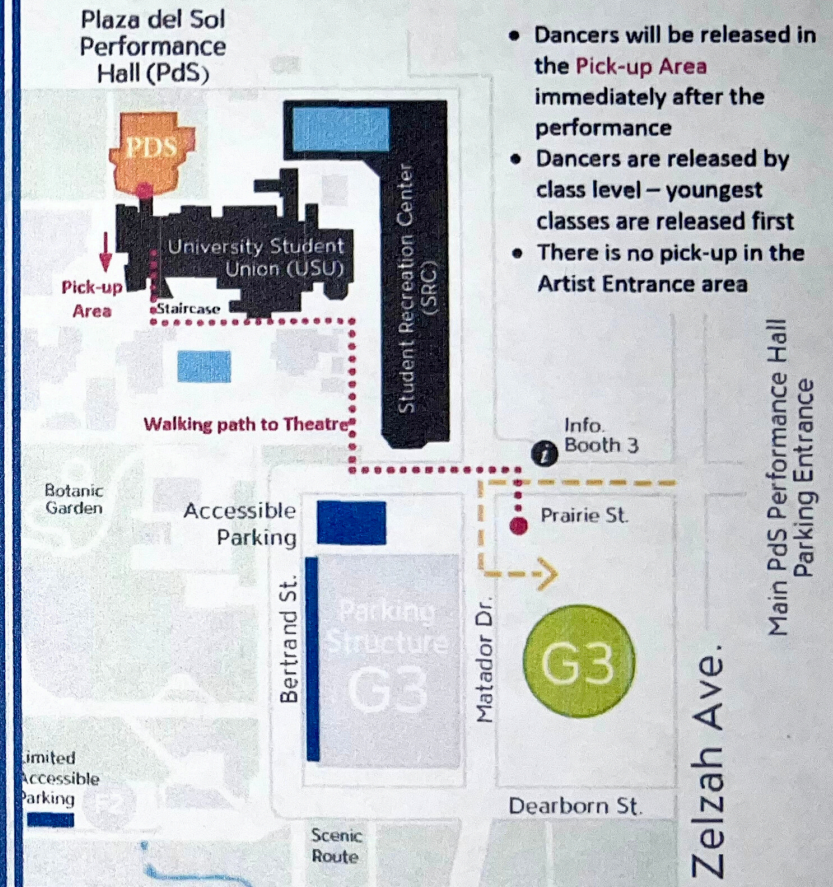 Plaza del Sol
Performance
Hall (PdS)
• Dancers will be released in
the Pick-up Area
immediately after the
performance
• Dancers are released by
class level – youngest
classes are released first
• There is no pick-up in the
Artist Entrance area
PDS
University Student
Union (USU)
Student Recreation Center
(SRC)
Pick-up
Area
Staircase
Walking path to Theatre
Info.
Booth 3
i
Main PdS Performance Hall
Parking Entrance
Botanic
Garden
Accessible
Parking
Prairie St.
Bertrand St.
Parking
Structure
G3
Matador Dr.
G3
Zelzah Ave.
imited
Accessible
Parking
F2
Dearborn St.
Scenic
Route